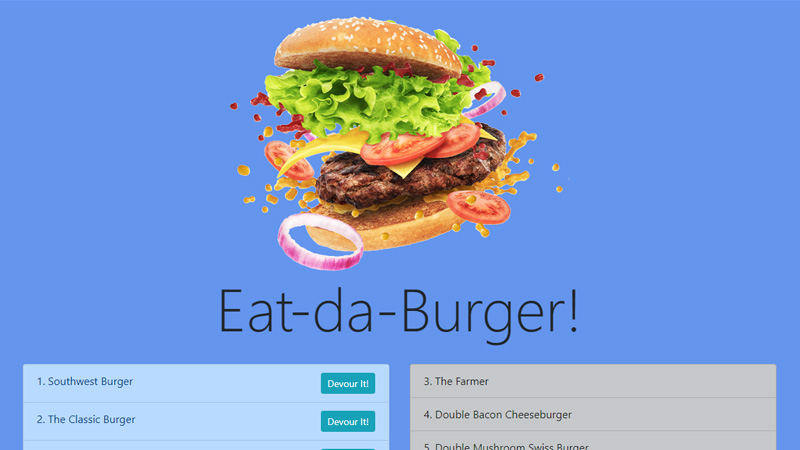 Eat-da-Burger!
1. Southwest Burger
Devour It!
2. The Classic Burger
Devour It!
3. The Farmer
4. Double Bacon Cheeseburger
5. Double Mushroom Swiss Burger